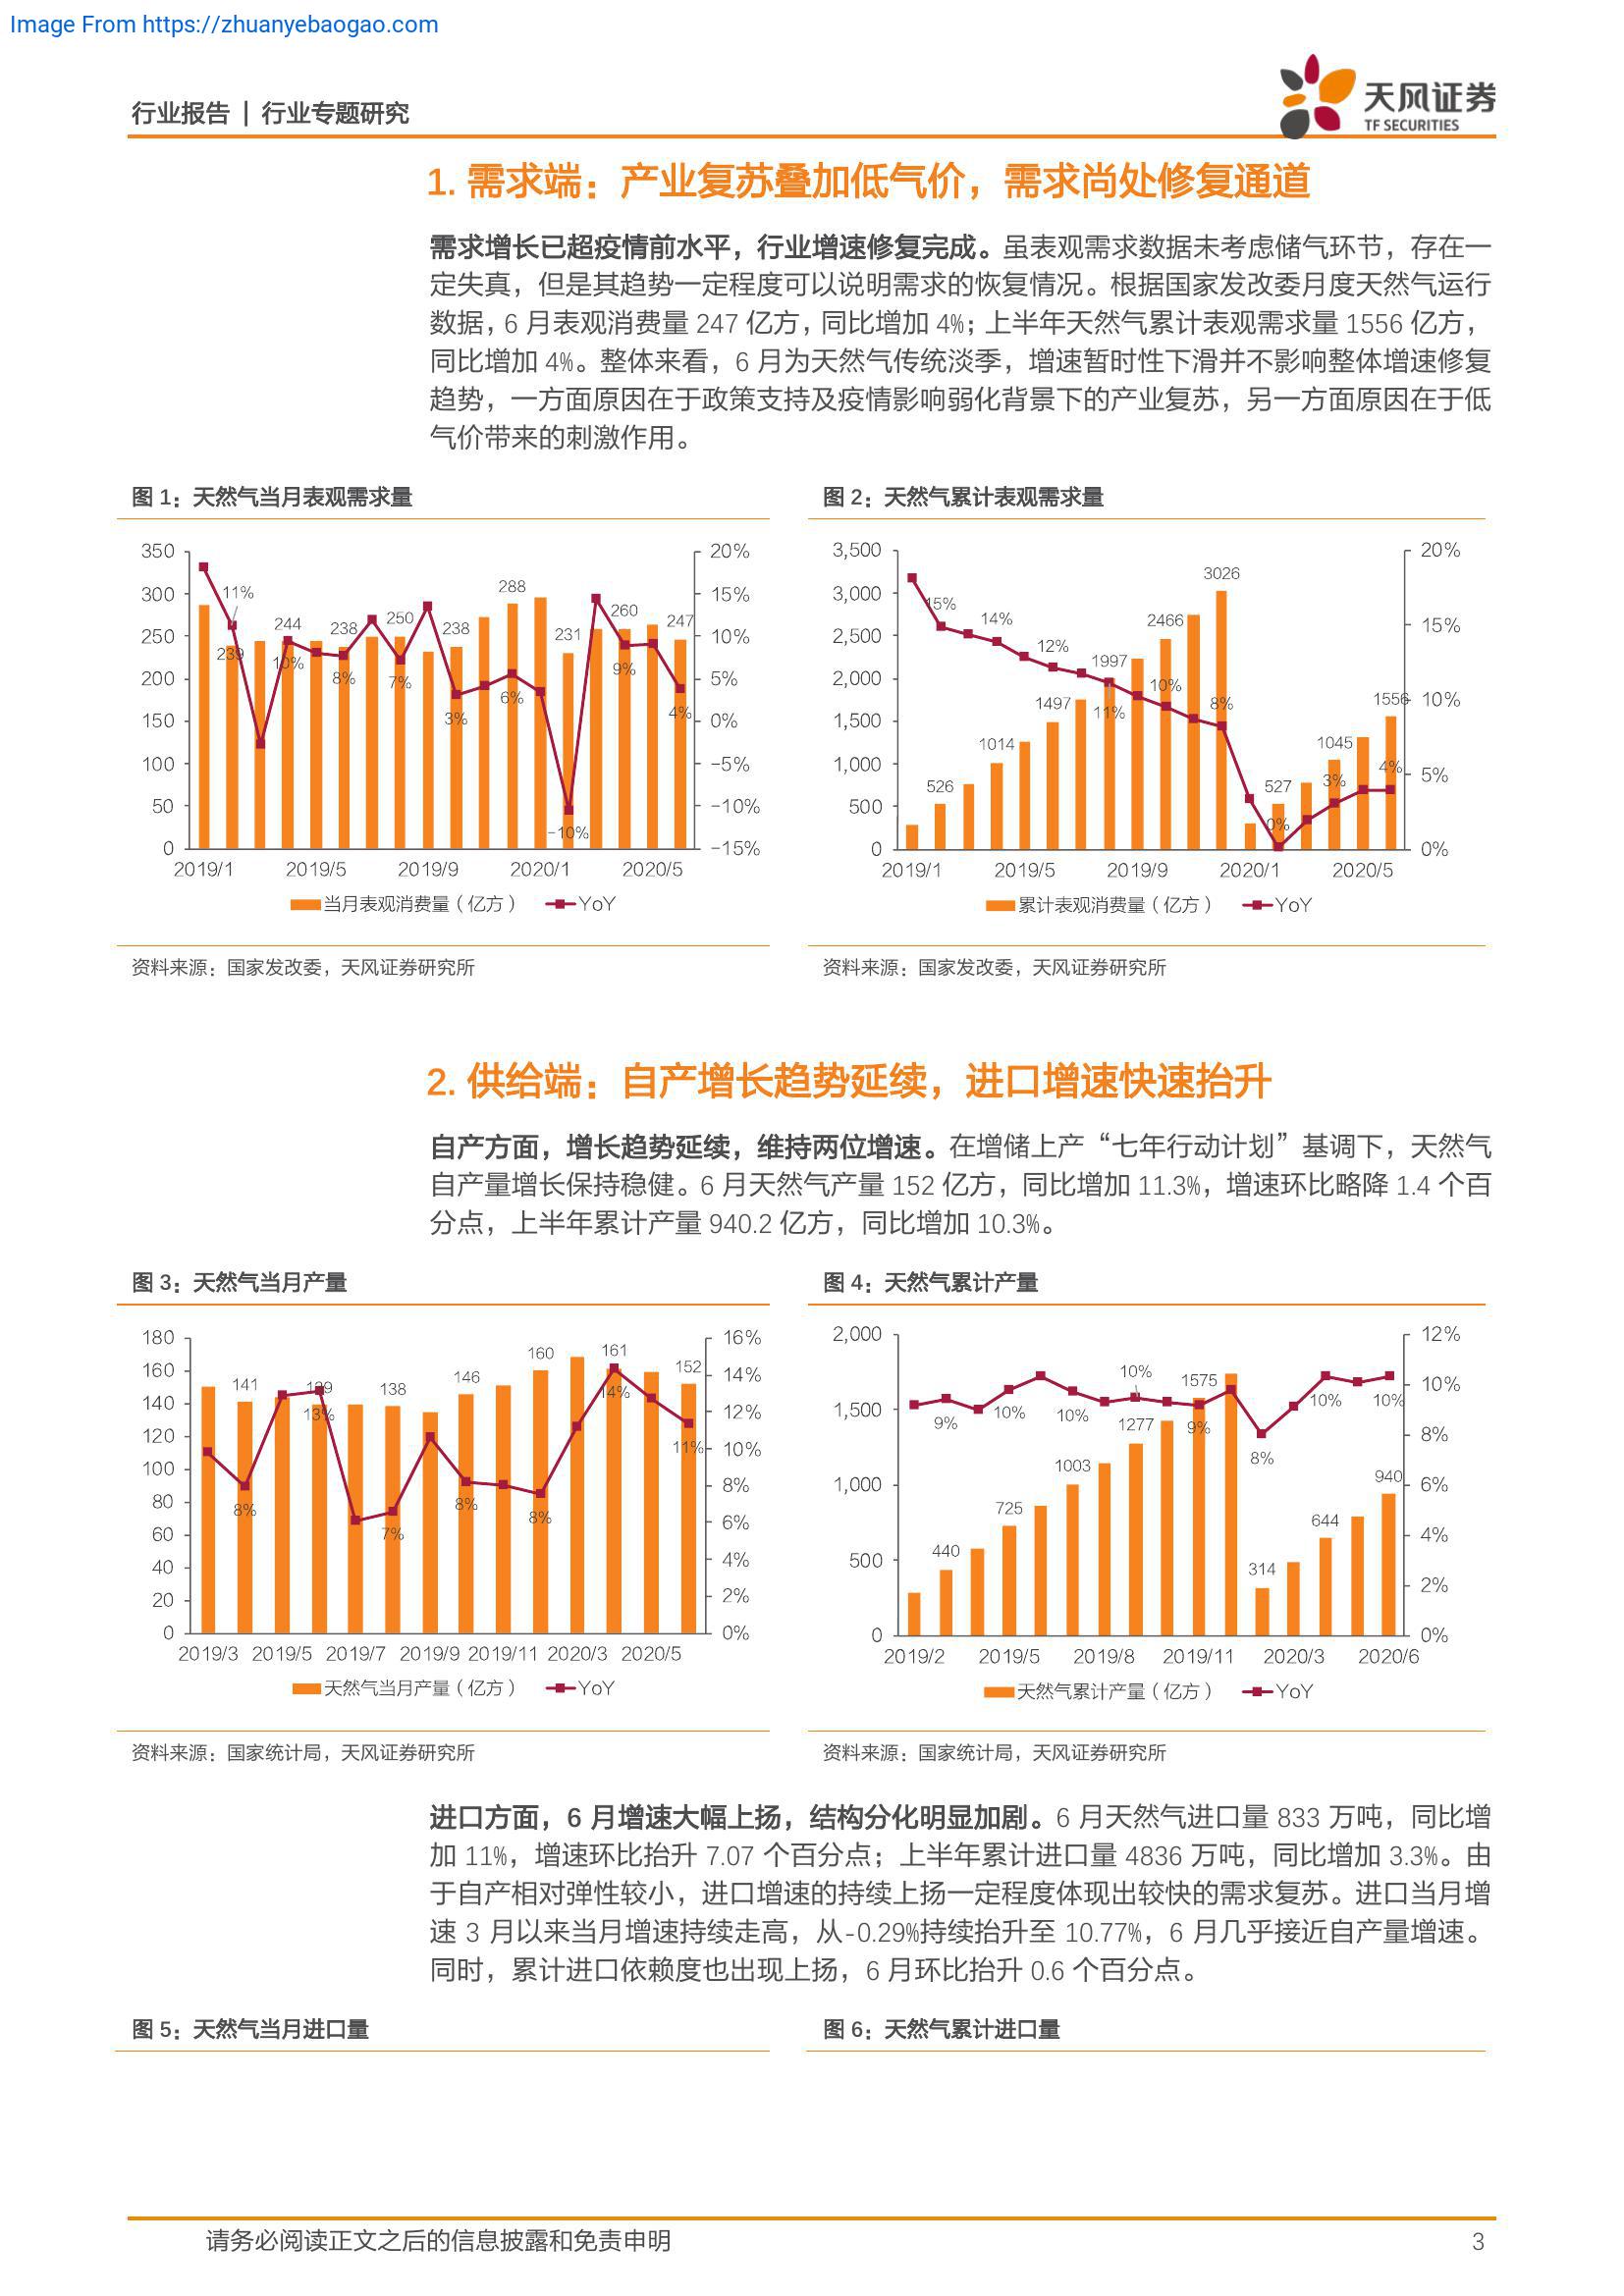 Image From https://zhuanyebaogao.com
行业报告 | 行业专题研究
天风证券
TF SECURITIES
1. 需求端：产业复苏叠加低气价，需求尚处修复通道
需求增长已超疫情前水平，行业增速修复完成。虽表观需求数据未考虑储气环节，存在一
定失真，但是其趋势一定程度可以说明需求的恢复情况。根据国家发改委月度天然气运行
数据，6 月表观消费量 247 亿方，同比增加 4%；上半年天然气累计表观需求量 1556 亿方，
同比增加 4%。整体来看，6 月为天然气传统淡季，增速暂时性下滑并不影响整体增速修复
趋势，一方面原因在于政策支持及疫情影响弱化背景下的产业复苏，另一方面原因在于低
气价带来的刺激作用。
图 1：天然气当月表观需求量
350 300 250 200 150 100 50 0
20% 15% 10% 5% 0% -5% -10% -15%
239 244 238 250 238 288 231 260 247
11% 10% 8% 7% 3% 6% -10% 9% 4%
2019/1 2019/5 2019/9 2020/1 2020/5
当月表观消费量（亿方） YoY
资料来源：国家发改委，天风证券研究所
图 2：天然气累计表观需求量
3,500 3,000 2,500 2,000 1,500 1,000 500 0
20% 15% 10% 5% 0%
526 1014 1497 1997 2466 3026 527 1045 1556
15% 14% 12% 11% 10% 8% 0% 3% 4%
2019/1 2019/5 2019/9 2020/1 2020/5
累计表观消费量（亿方） YoY
资料来源：国家发改委，天风证券研究所
2. 供给端：自产增长趋势延续，进口增速快速抬升
自产方面，增长趋势延续，维持两位增速。在增储上产“七年行动计划”基调下，天然气
自产量增长保持稳健。6 月天然气产量 152 亿方，同比增加 11.3%，增速环比略降 1.4 个百
分点，上半年累计产量 940.2 亿方，同比增加 10.3%。
图 3：天然气当月产量
180 160 140 120 100 80 60 40 20 0
16% 14% 12% 10% 8% 6% 4% 2% 0%
141 139 138 146 160 161 152
8% 13% 7% 8% 8% 14% 11%
2019/3 2019/5 2019/7 2019/9 2019/11 2020/3 2020/5
天然气当月产量（亿方） YoY
资料来源：国家统计局，天风证券研究所
图 4：天然气累计产量
2,000 1,500 1,000 500 0
12% 10% 8% 6% 4% 2% 0%
440 725 1003 1277 1575 314 644 940
9% 10% 10% 10% 9% 8% 10% 10%
2019/2 2019/5 2019/8 2019/11 2020/3 2020/6
天然气累计产量（亿方） YoY
资料来源：国家统计局，天风证券研究所
进口方面，6 月增速大幅上扬，结构分化明显加剧。6 月天然气进口量 833 万吨，同比增
加 11%，增速环比抬升 7.07 个百分点；上半年累计进口量 4836 万吨，同比增加 3.3%。由
于自产相对弹性较小，进口增速的持续上扬一定程度体现出较快的需求复苏。进口当月增
速 3 月以来当月增速持续走高，从-0.29%持续抬升至 10.77%，6 月几乎接近自产量增速。
同时，累计进口依赖度也出现上扬，6 月环比抬升 0.6 个百分点。
图 5：天然气当月进口量
图 6：天然气累计进口量
请务必阅读正文之后的信息披露和免责申明
3